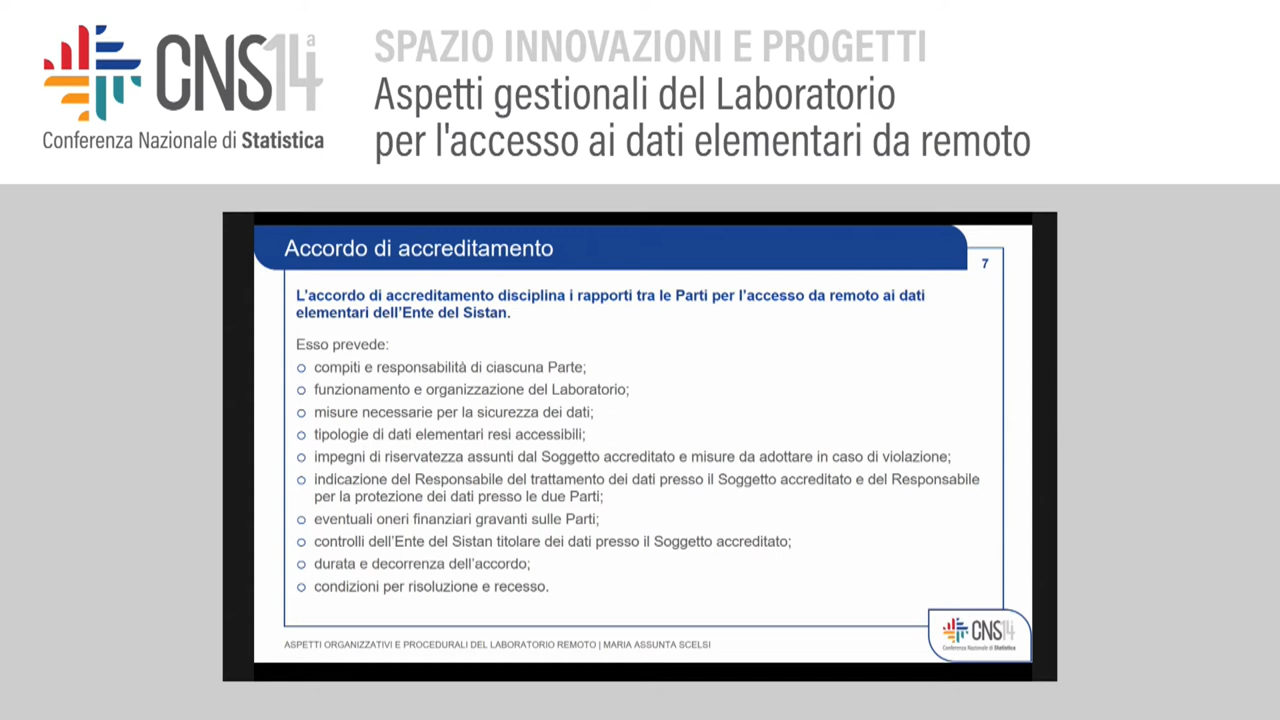 CNS14ª
Conferenza Nazionale di Statistica
SPAZIO INNOVAZIONI E PROGETTI
Aspetti gestionali del Laboratorio
per l'accesso ai dati elementari da remoto
Accordo di accreditamento
7
L'accordo di accreditamento disciplina i rapporti tra le Parti per l'accesso da remoto ai dati
elementari dell'Ente del Sistan.
Esso prevede:
compiti e responsabilità di ciascuna Parte;
funzionamento e organizzazione del Laboratorio;
misure necessarie per la sicurezza dei dati;
tipologie di dati elementari resi accessibili;
impegni di riservatezza assunti dal Soggetto accreditato e misure da adottare in caso di violazione;
indicazione del Responsabile del trattamento dei dati presso il Soggetto accreditato e del Responsabile
per la protezione dei dati presso le due Parti;
eventuali oneri finanziari gravanti sulle Parti;
controlli dell'Ente del Sistan titolare dei dati presso il Soggetto accreditato;
durata e decorrenza dell'accordo;
condizioni per risoluzione e recesso.
ASPETTI ORGANIZZATIVI E PROCEDURALI DEL LABORATORIO REMOTO | MARIA ASSUNTA SCELSI
CNS14
Conferenza Nazionale di Statistica